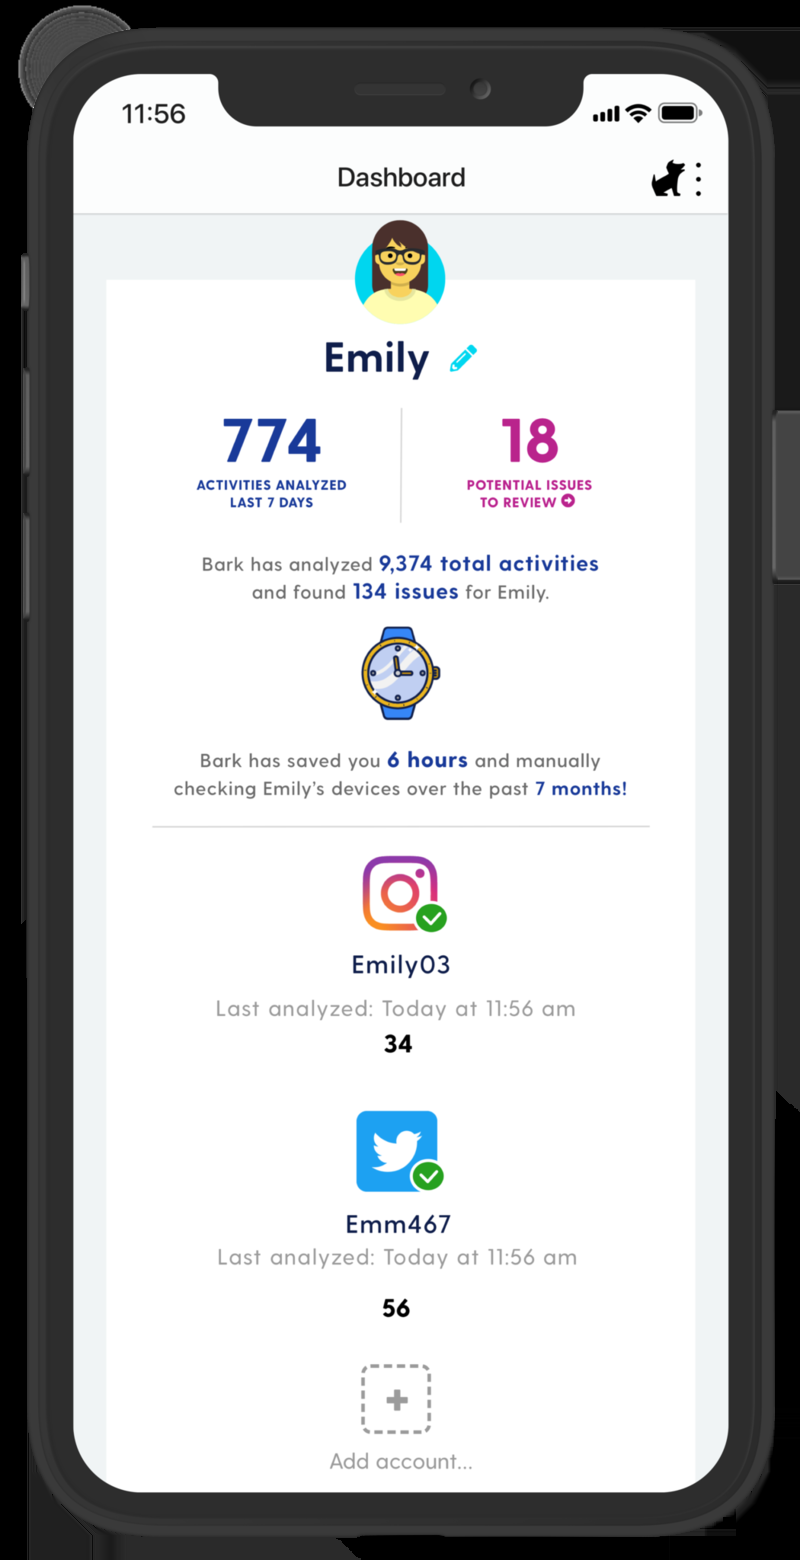 11:56
Dashboard
Emily
774
ACTIVITIES ANALYZED
LAST 7 DAYS
18
POTENTIAL ISSUES
TO REVIEW
Bark has analyzed 9,374 total activities
and found 134 issues for Emily.
Bark has saved you 6 hours and manually
checking Emily's devices over the past 7 months!
Emily03
Last analyzed: Today at 11:56 am
34
Emm467
Last analyzed: Today at 11:56 am
56
Add account...